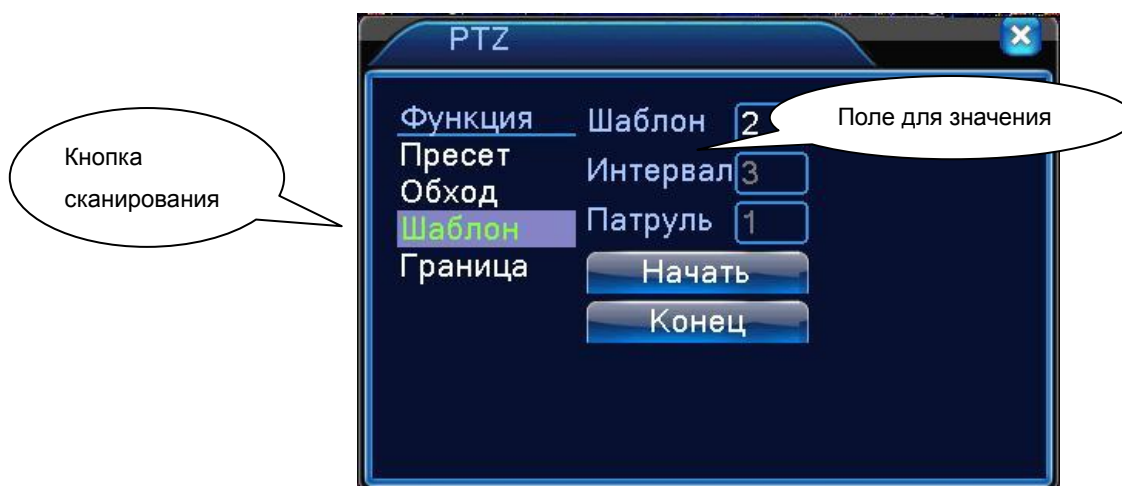 PTZ
Функция
Пресет
Обход
Шаблон
Граница
Шаблон 2
Интервал 3
Патруль 1
Начать
Конец
Кнопка
сканирования
Поле для значения